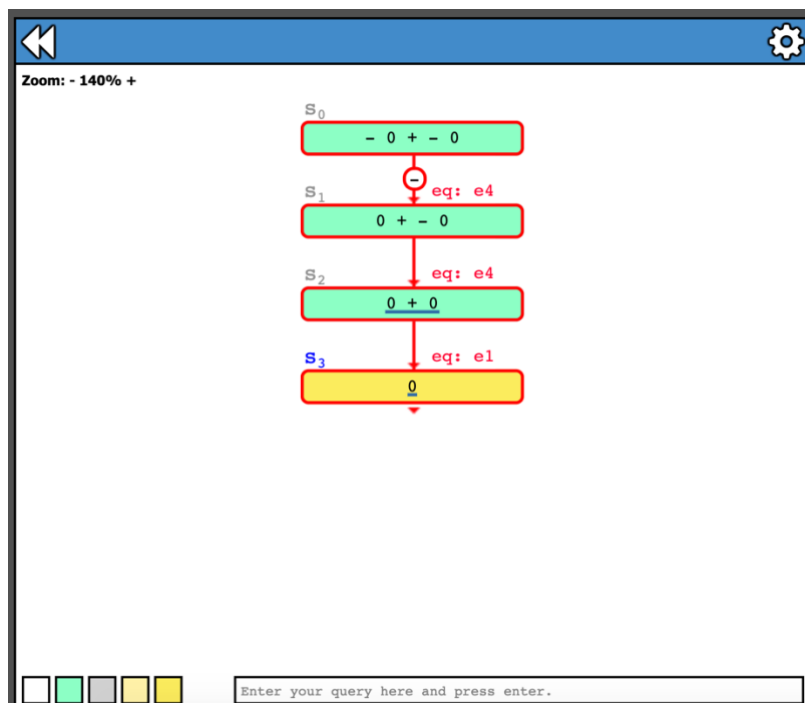 Zoom: - 140% +
S0
- 0 + - 0
-
eq: e4
S1
0 + - 0
eq: e4
S2
0 + 0
eq: e1
S3
0
Enter your query here and press enter.